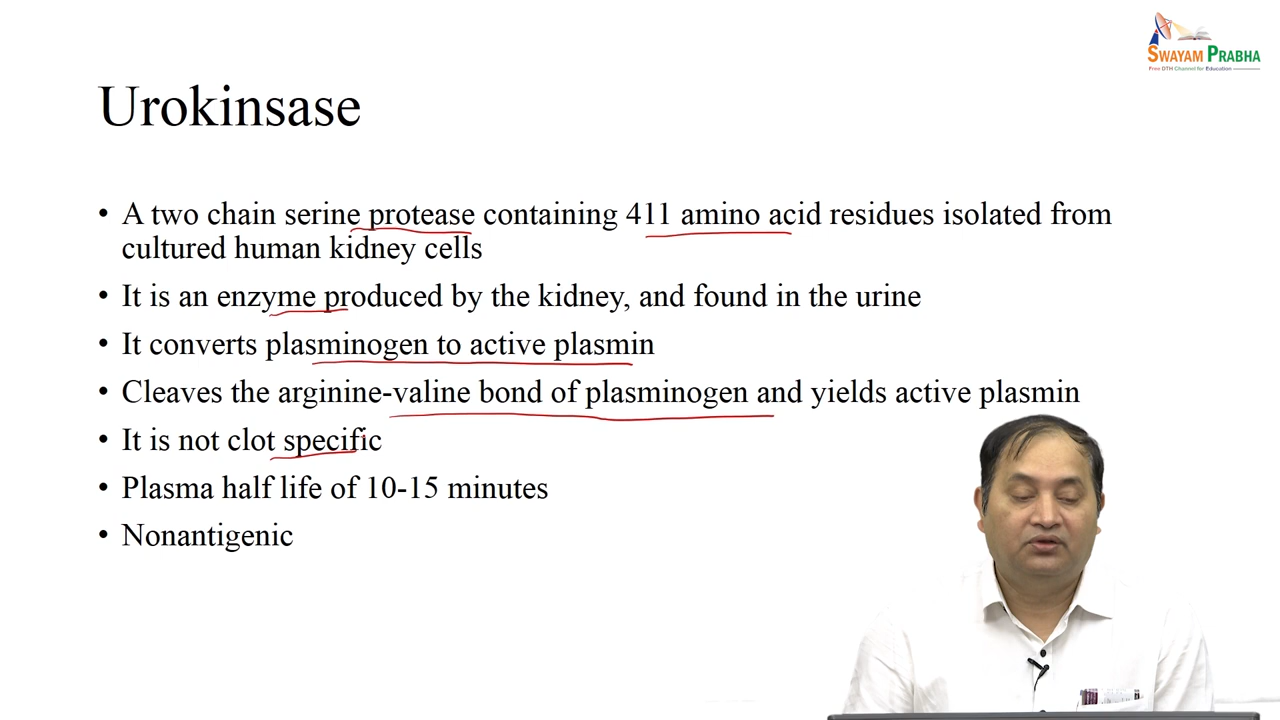 SWAYAM PRABHA
Free DTH Channel for Education
Urokinsase
• A two chain serine protease containing 411 amino acid residues isolated from
cultured human kidney cells
• It is an enzyme produced by the kidney, and found in the urine
• It converts plasminogen to active plasmin
• Cleaves the arginine-valine bond of plasminogen and yields active plasmin
• It is not clot specific
• Plasma half life of 10-15 minutes
• Nonantigenic